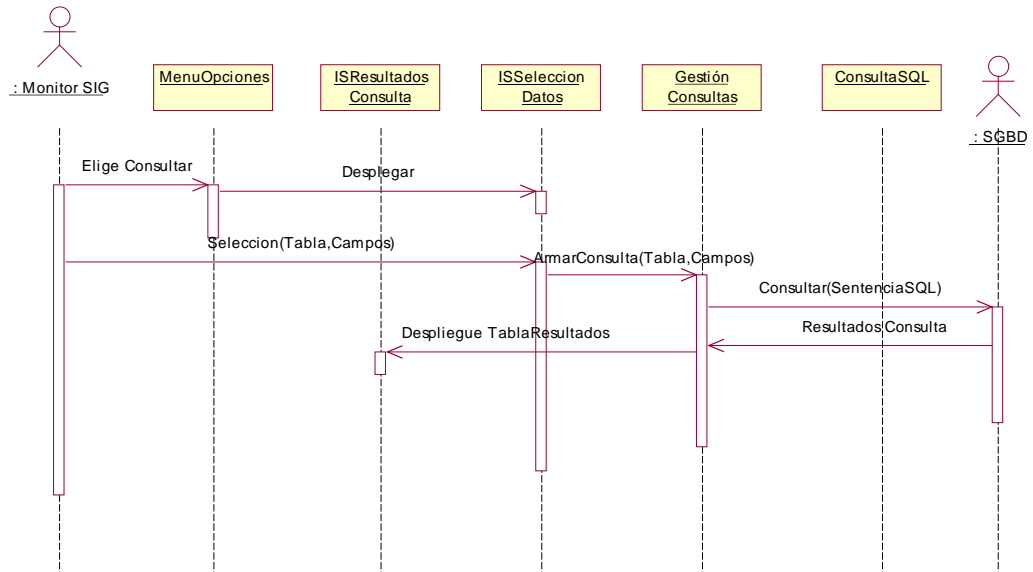 : Monitor SIG
MenuOpciones
ISResultados
Consulta
ISSeleccion
Datos
Gestión
Consultas
ConsultaSQL
: SGBD
Elige Consultar
Desplegar
Seleccion(Tabla,Campos)
ArmarConsulta(Tabla,Campos)
Consultar(SentenciaSQL)
Resultados Consulta
Despliegue TablaResultados